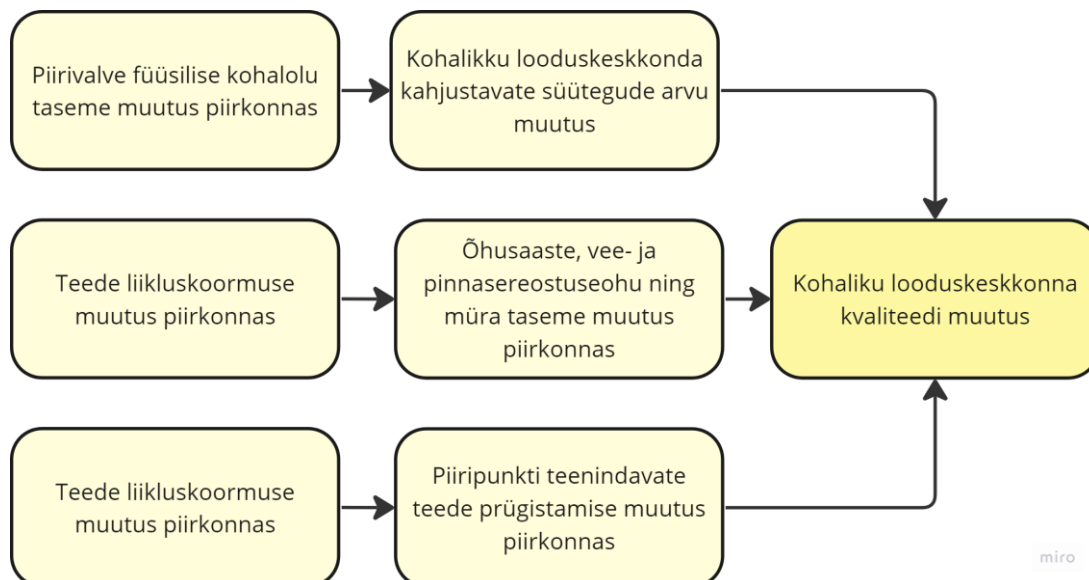 Piirivalve füüsilise kohalolu
taseme muutus piirkonnas
Kohalikku looduskeskkonda
kahjustavate süütegude arvu
muutus
Teede liikluskoormuse
muutus piirkonnas
Õhusaaste, vee- ja
pinnasereostuseohu ning
müra taseme muutus
piirkonnas
Kohaliku looduskeskkonna
kvaliteedi muutus
Teede liikluskoormuse
muutus piirkonnas
Piiripunkti teenindavate
teede prügistamise muutus
piirkonnas
miro